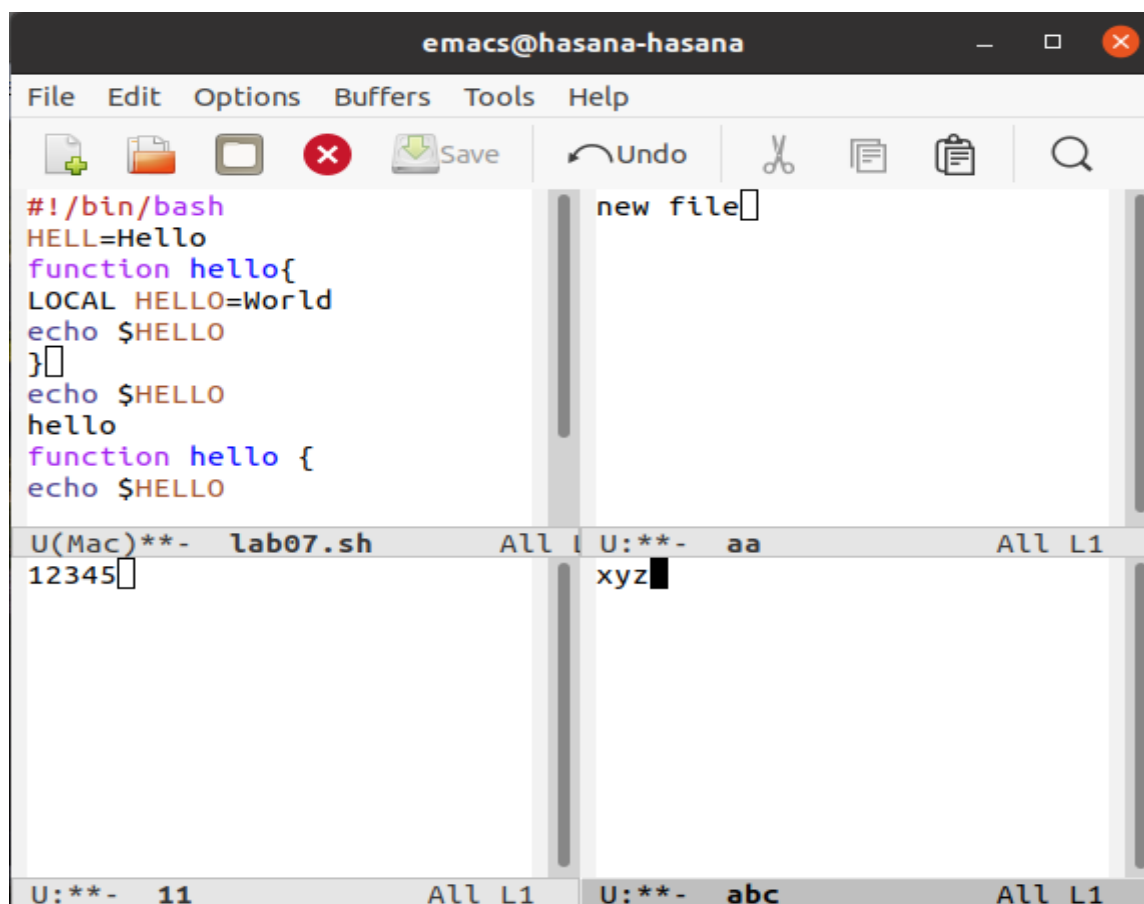 emacs@hasana-hasana
File Edit Options Buffers Tools Help
Save Undo
#!/bin/bash
HELL=Hello
function hello{
LOCAL HELLO=World
echo $HELLO
}
echo $HELLO
hello
function hello {
echo $HELLO
U(Mac)**- lab07.sh All L
new file
U:**- aa All L1
12345
U:**- 11 All L1
xyz
U:**- abc All L1